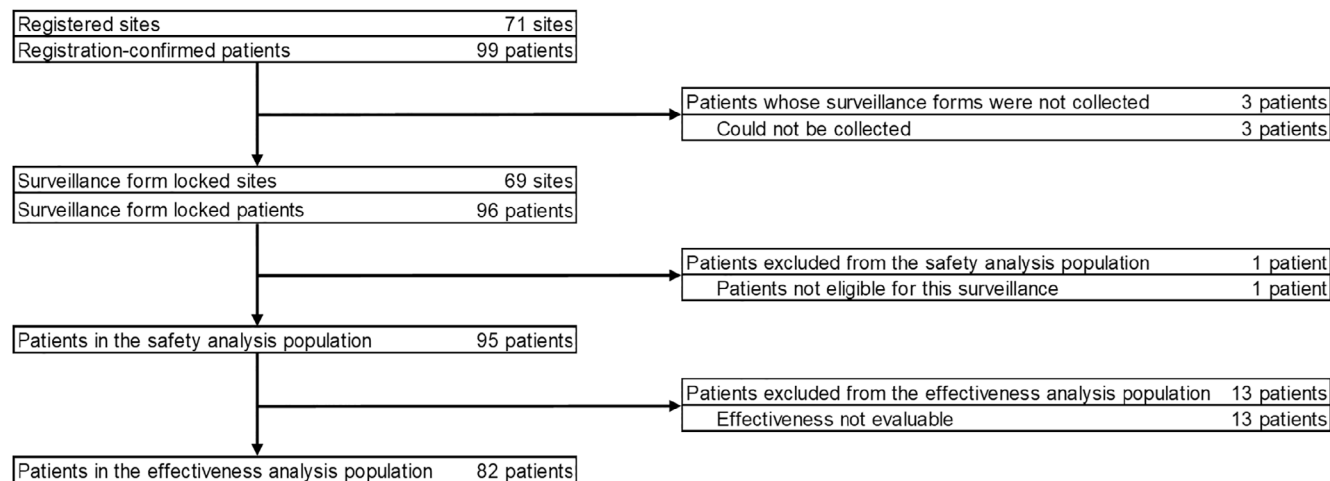 Registered sites 71 sites
Registration-confirmed patients 99 patients
Patients whose surveillance forms were not collected 3 patients
Could not be collected 3 patients
Surveillance form locked sites 69 sites
Surveillance form locked patients 96 patients
Patients excluded from the safety analysis population 1 patient
Patients not eligible for this surveillance 1 patient
Patients in the safety analysis population 95 patients
Patients excluded from the effectiveness analysis population 13 patients
Effectiveness not evaluable 13 patients
Patients in the effectiveness analysis population 82 patients